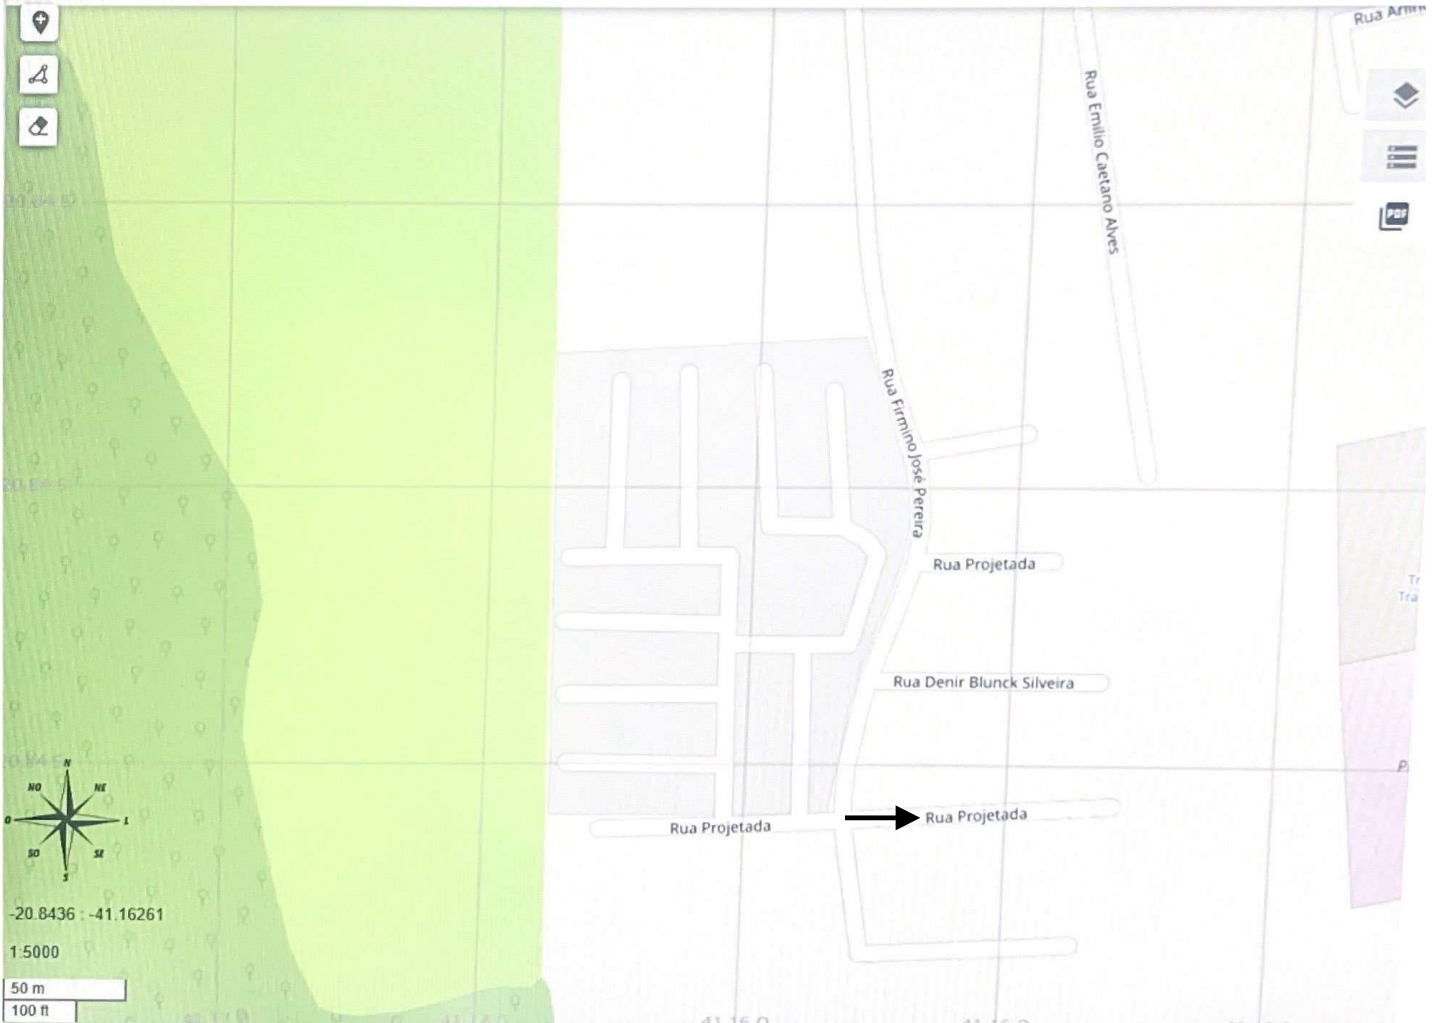 Rua Emilio Caetano Alves
PDF
Rua Firmino José Pereira
Rua Projetada
Rua Denir Blunck Silveira
Rua Projetada
Rua Projetada
N
NO
NE
O
L
SO
SE
S
-20.8436 : -41.16261
1:5000
50 m
100 ft